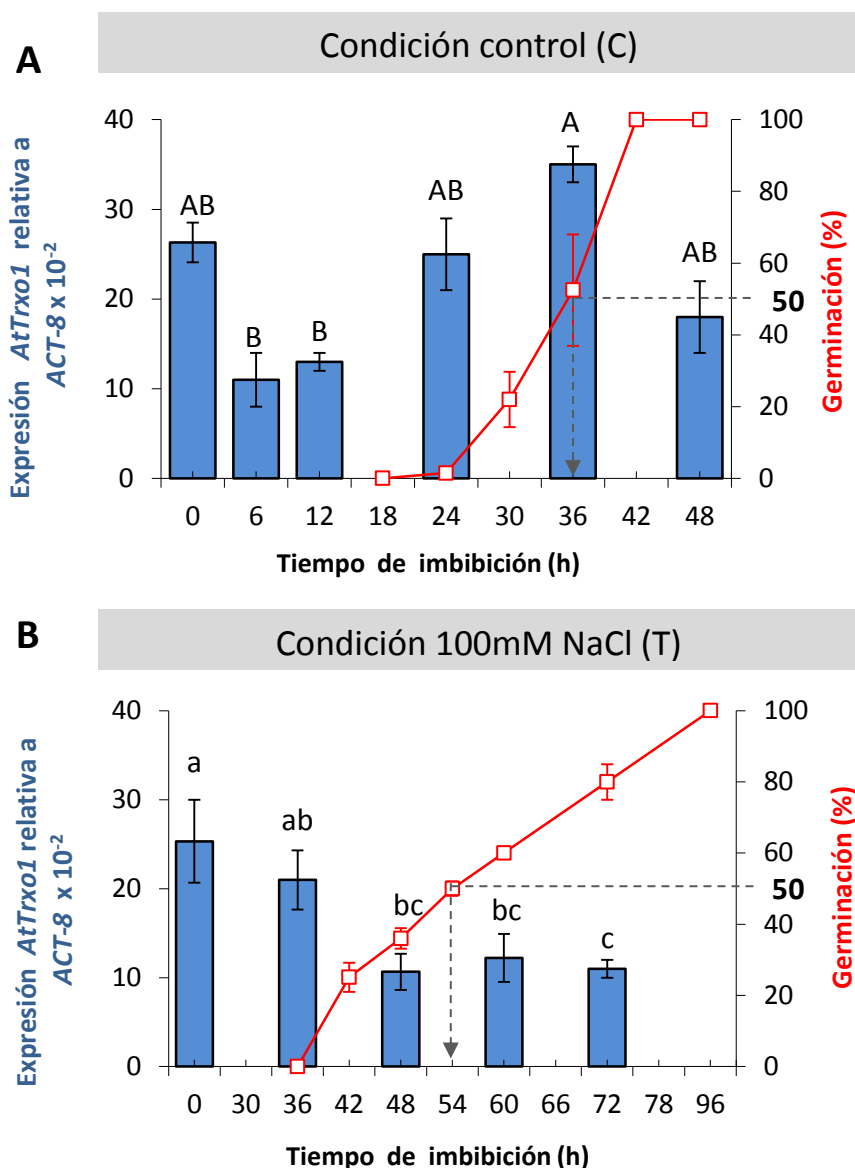 A
Condición control (C)
Expresión AtTrxo1 relativa a
ACT-8 x 10-2
40
30
20
10
0
AB
B
B
AB
A
AB
100
80
60
50
40
20
0
Germinación (%)
0 6 12 18 24 30 36 42 48
Tiempo de imbibición (h)
B
Condición 100mM NaCl (T)
Expresión AtTrxo1 relativa a
ACT-8 x 10-2
40
30
20
10
0
a
ab
bc
bc
c
100
80
60
50
40
20
0
Germinación (%)
0 30 36 42 48 54 60 66 72 78 96
Tiempo de imbibición (h)